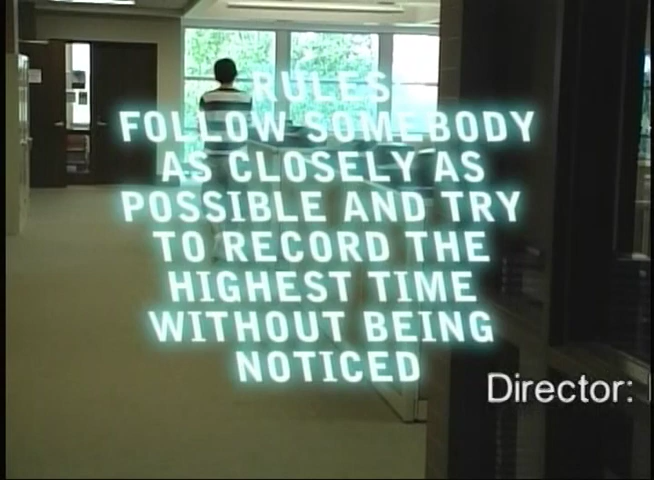 RULES
FOLLOW SOMEBODY
AS CLOSELY AS
POSSIBLE AND TRY
TO RECORD THE
HIGHEST TIME
WITHOUT BEING
NOTICED
Director: